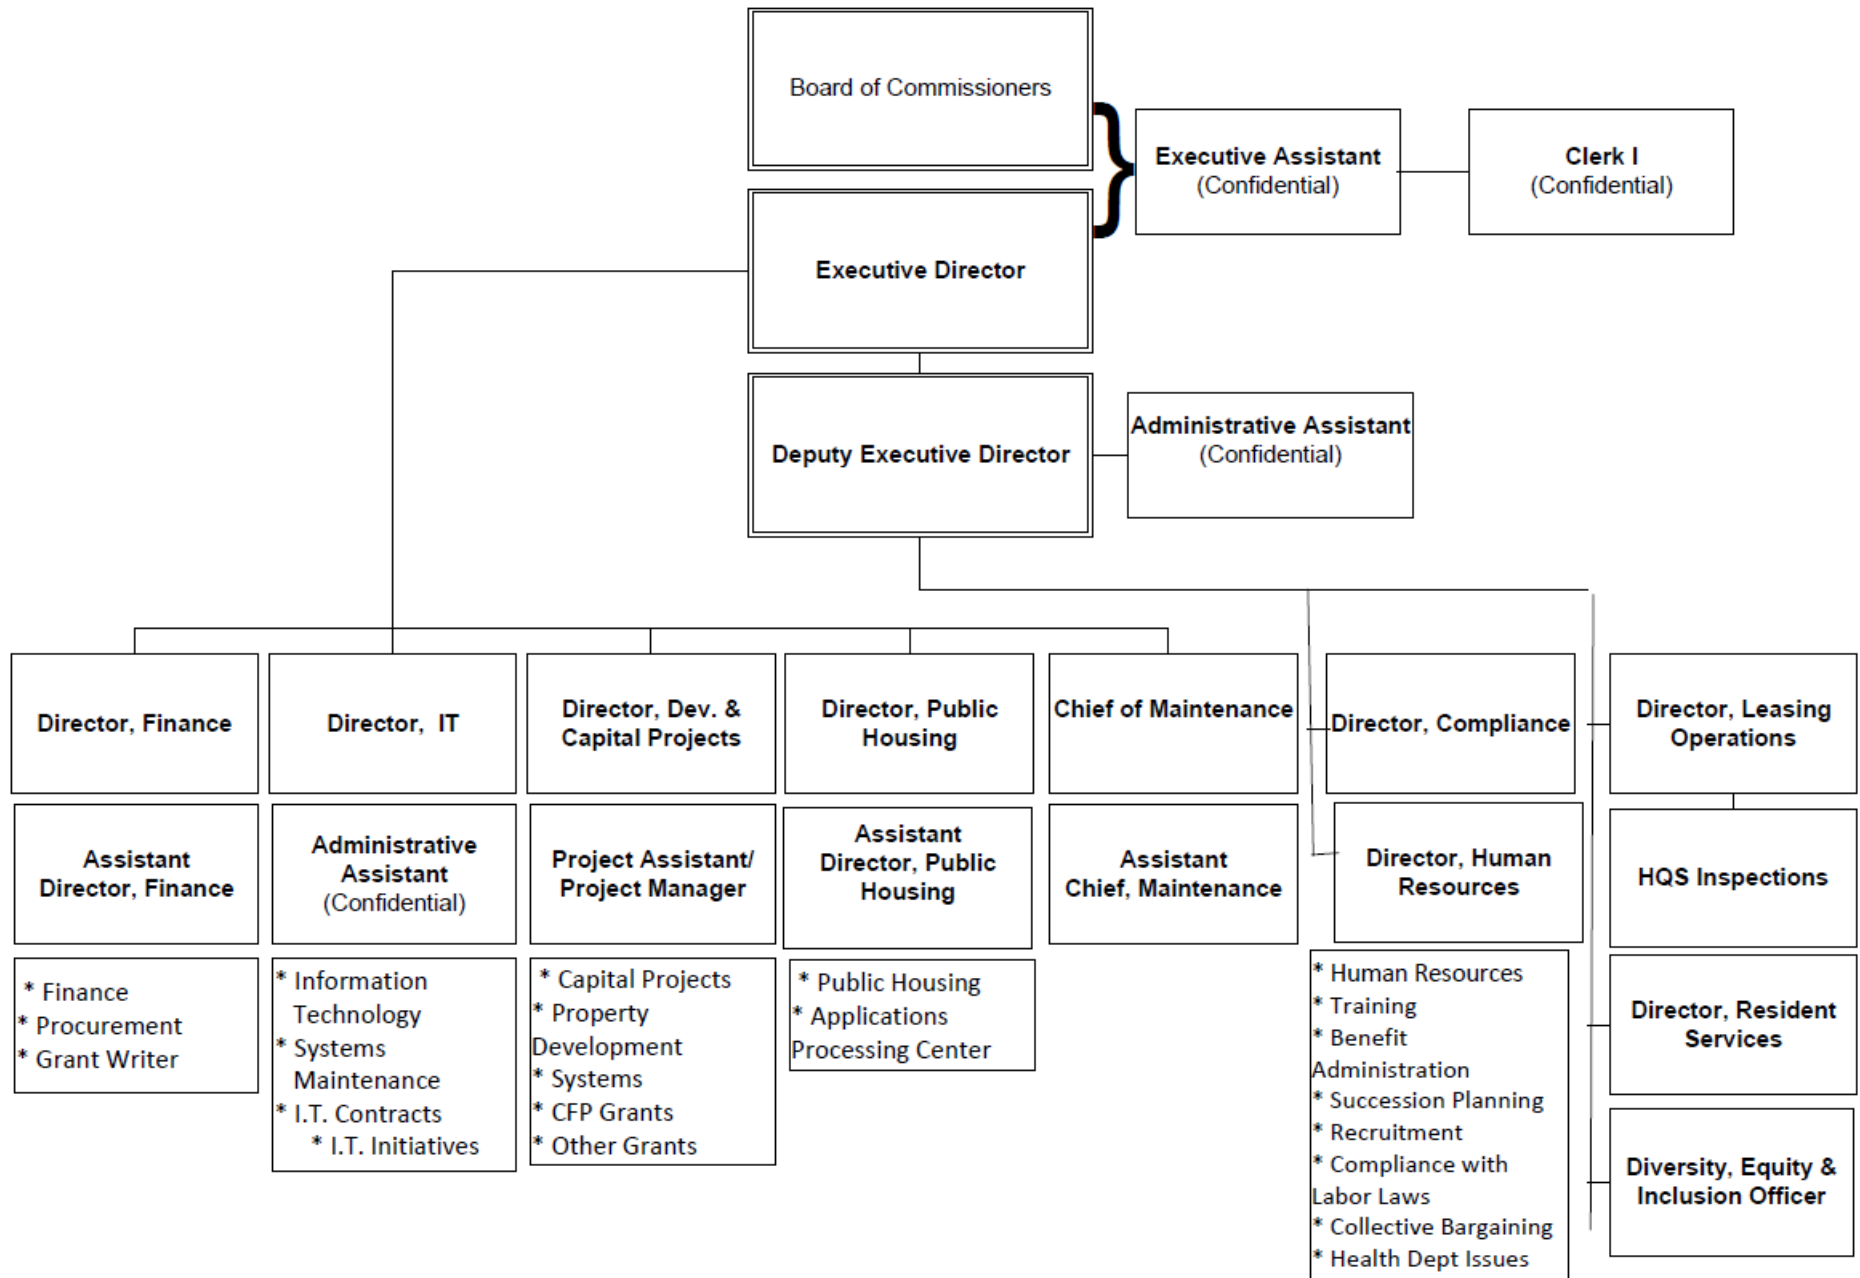 Board of Commissioners
Executive Assistant
(Confidential)
Clerk I
(Confidential)
Executive Director
Deputy Executive Director
Administrative Assistant
(Confidential)
Director, Finance
Director, IT
Director, Dev. &
Capital Projects
Director, Public
Housing
Chief of Maintenance
Director, Compliance
Director, Leasing
Operations
Assistant
Director, Finance
Administrative
Assistant
(Confidential)
Project Assistant/
Project Manager
Assistant
Director, Public
Housing
Assistant
Chief, Maintenance
Director, Human
Resources
HQS Inspections
* Finance
* Procurement
* Grant Writer
* Information
Technology
* Systems
Maintenance
* I.T. Contracts
* I.T. Initiatives
* Capital Projects
* Property
Development
* Systems
* CFP Grants
* Other Grants
* Public Housing
* Applications
Processing Center
* Human Resources
* Training
* Benefit
Administration
* Succession Planning
* Recruitment
* Compliance with
Labor Laws
* Collective Bargaining
* Health Dept Issues
Director, Resident
Services
Diversity, Equity &
Inclusion Officer